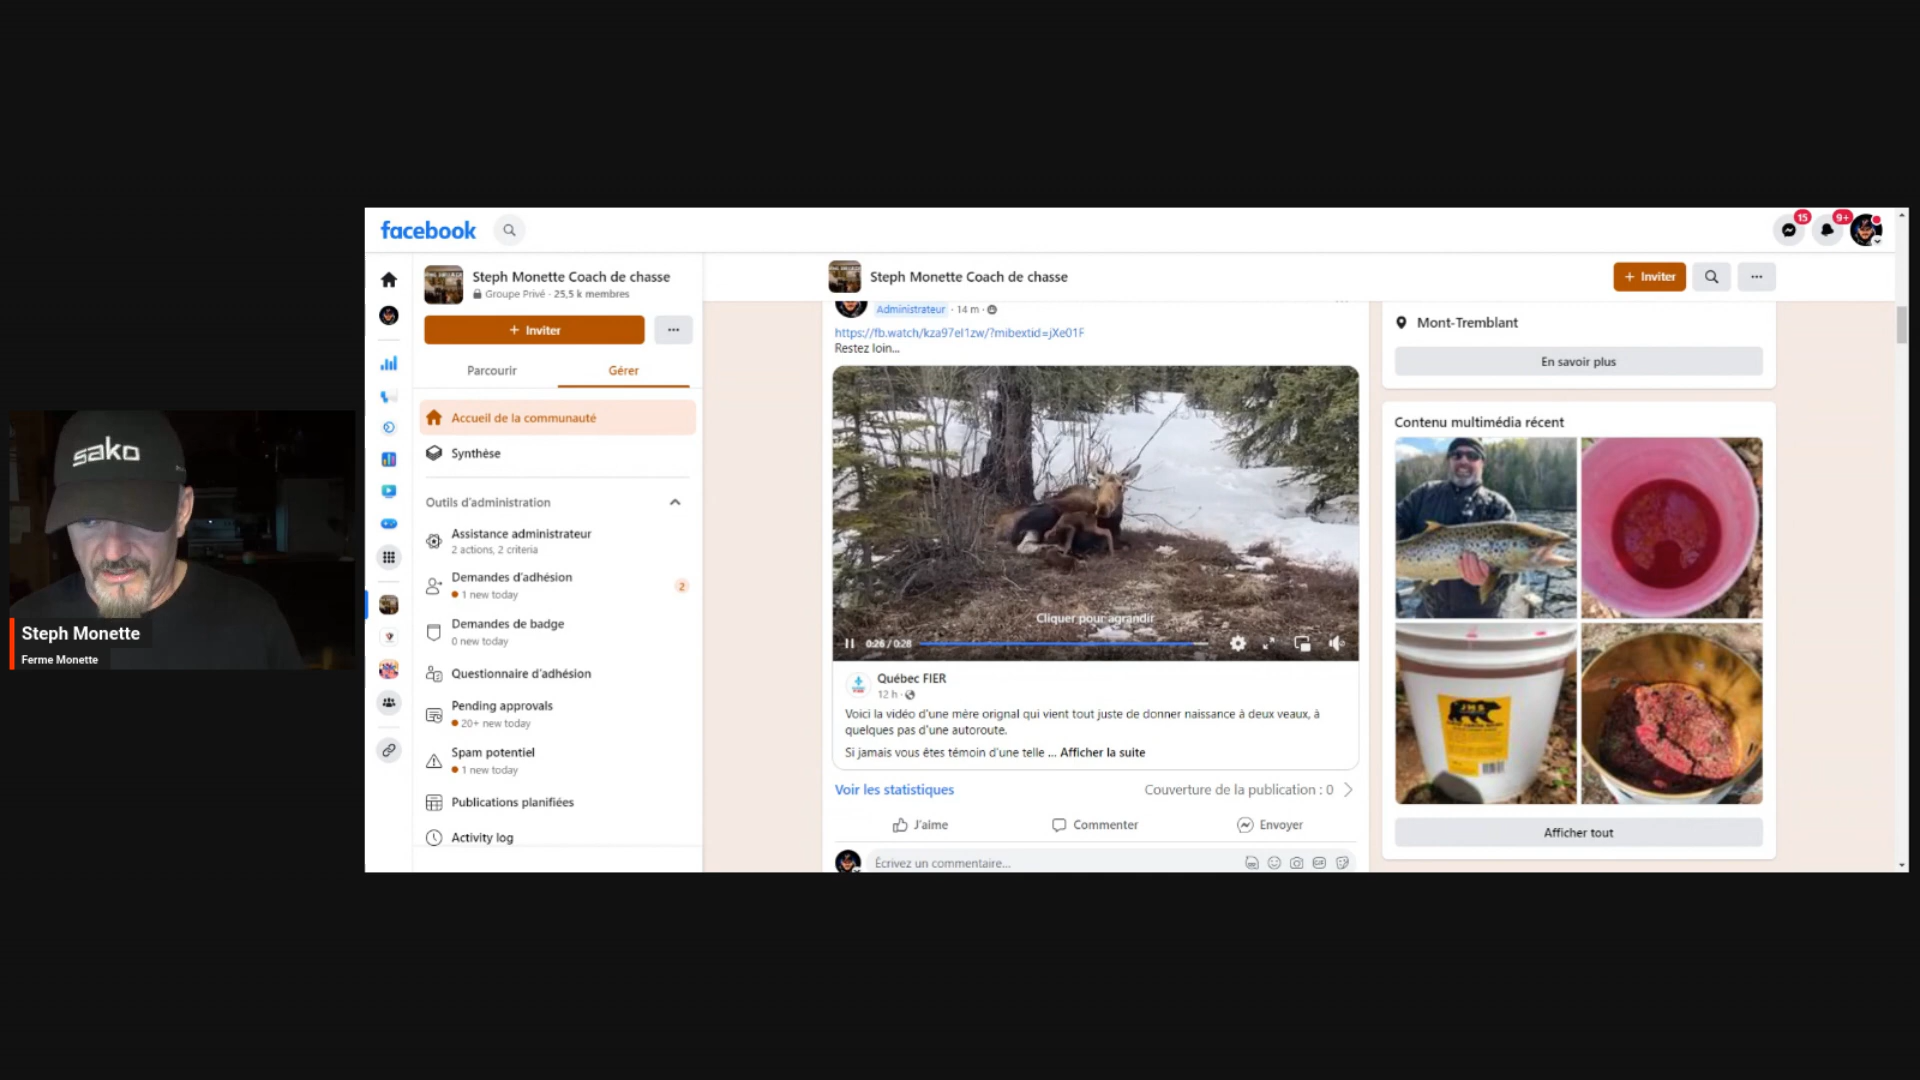 sako
Steph Monette
Ferme Monette
facebook
15
9+
Steph Monette Coach de chasse
Groupe Privé · 25,5 k membres
+ Inviter
...
Parcourir
Gérer
Accueil de la communauté
Synthèse
Outils d'administration
Assistance administrateur
2 actions, 2 criteria
Demandes d'adhésion
1 new today
2
Demandes de badge
0 new today
Questionnaire d'adhésion
Pending approvals
20+ new today
Spam potentiel
1 new today
Publications planifiées
Activity log
Steph Monette Coach de chasse
+ Inviter
...
Administrateur · 14 m ·
https://fb.watch/kza97el1zw/?mibextid=jXe01F
Restez loin...
Cliquer pour agrandir
0:26 / 0:28
Québec FIER
12 h ·
Voici la vidéo d'une mère orignal qui vient tout juste de donner naissance à deux veaux, à
quelques pas d'une autoroute.
Si jamais vous êtes témoin d'une telle ... Afficher la suite
Voir les statistiques
Couverture de la publication : 0
J'aime
Commenter
Envoyer
Écrivez un commentaire...
Mont-Tremblant
En savoir plus
Contenu multimédia récent
Afficher tout